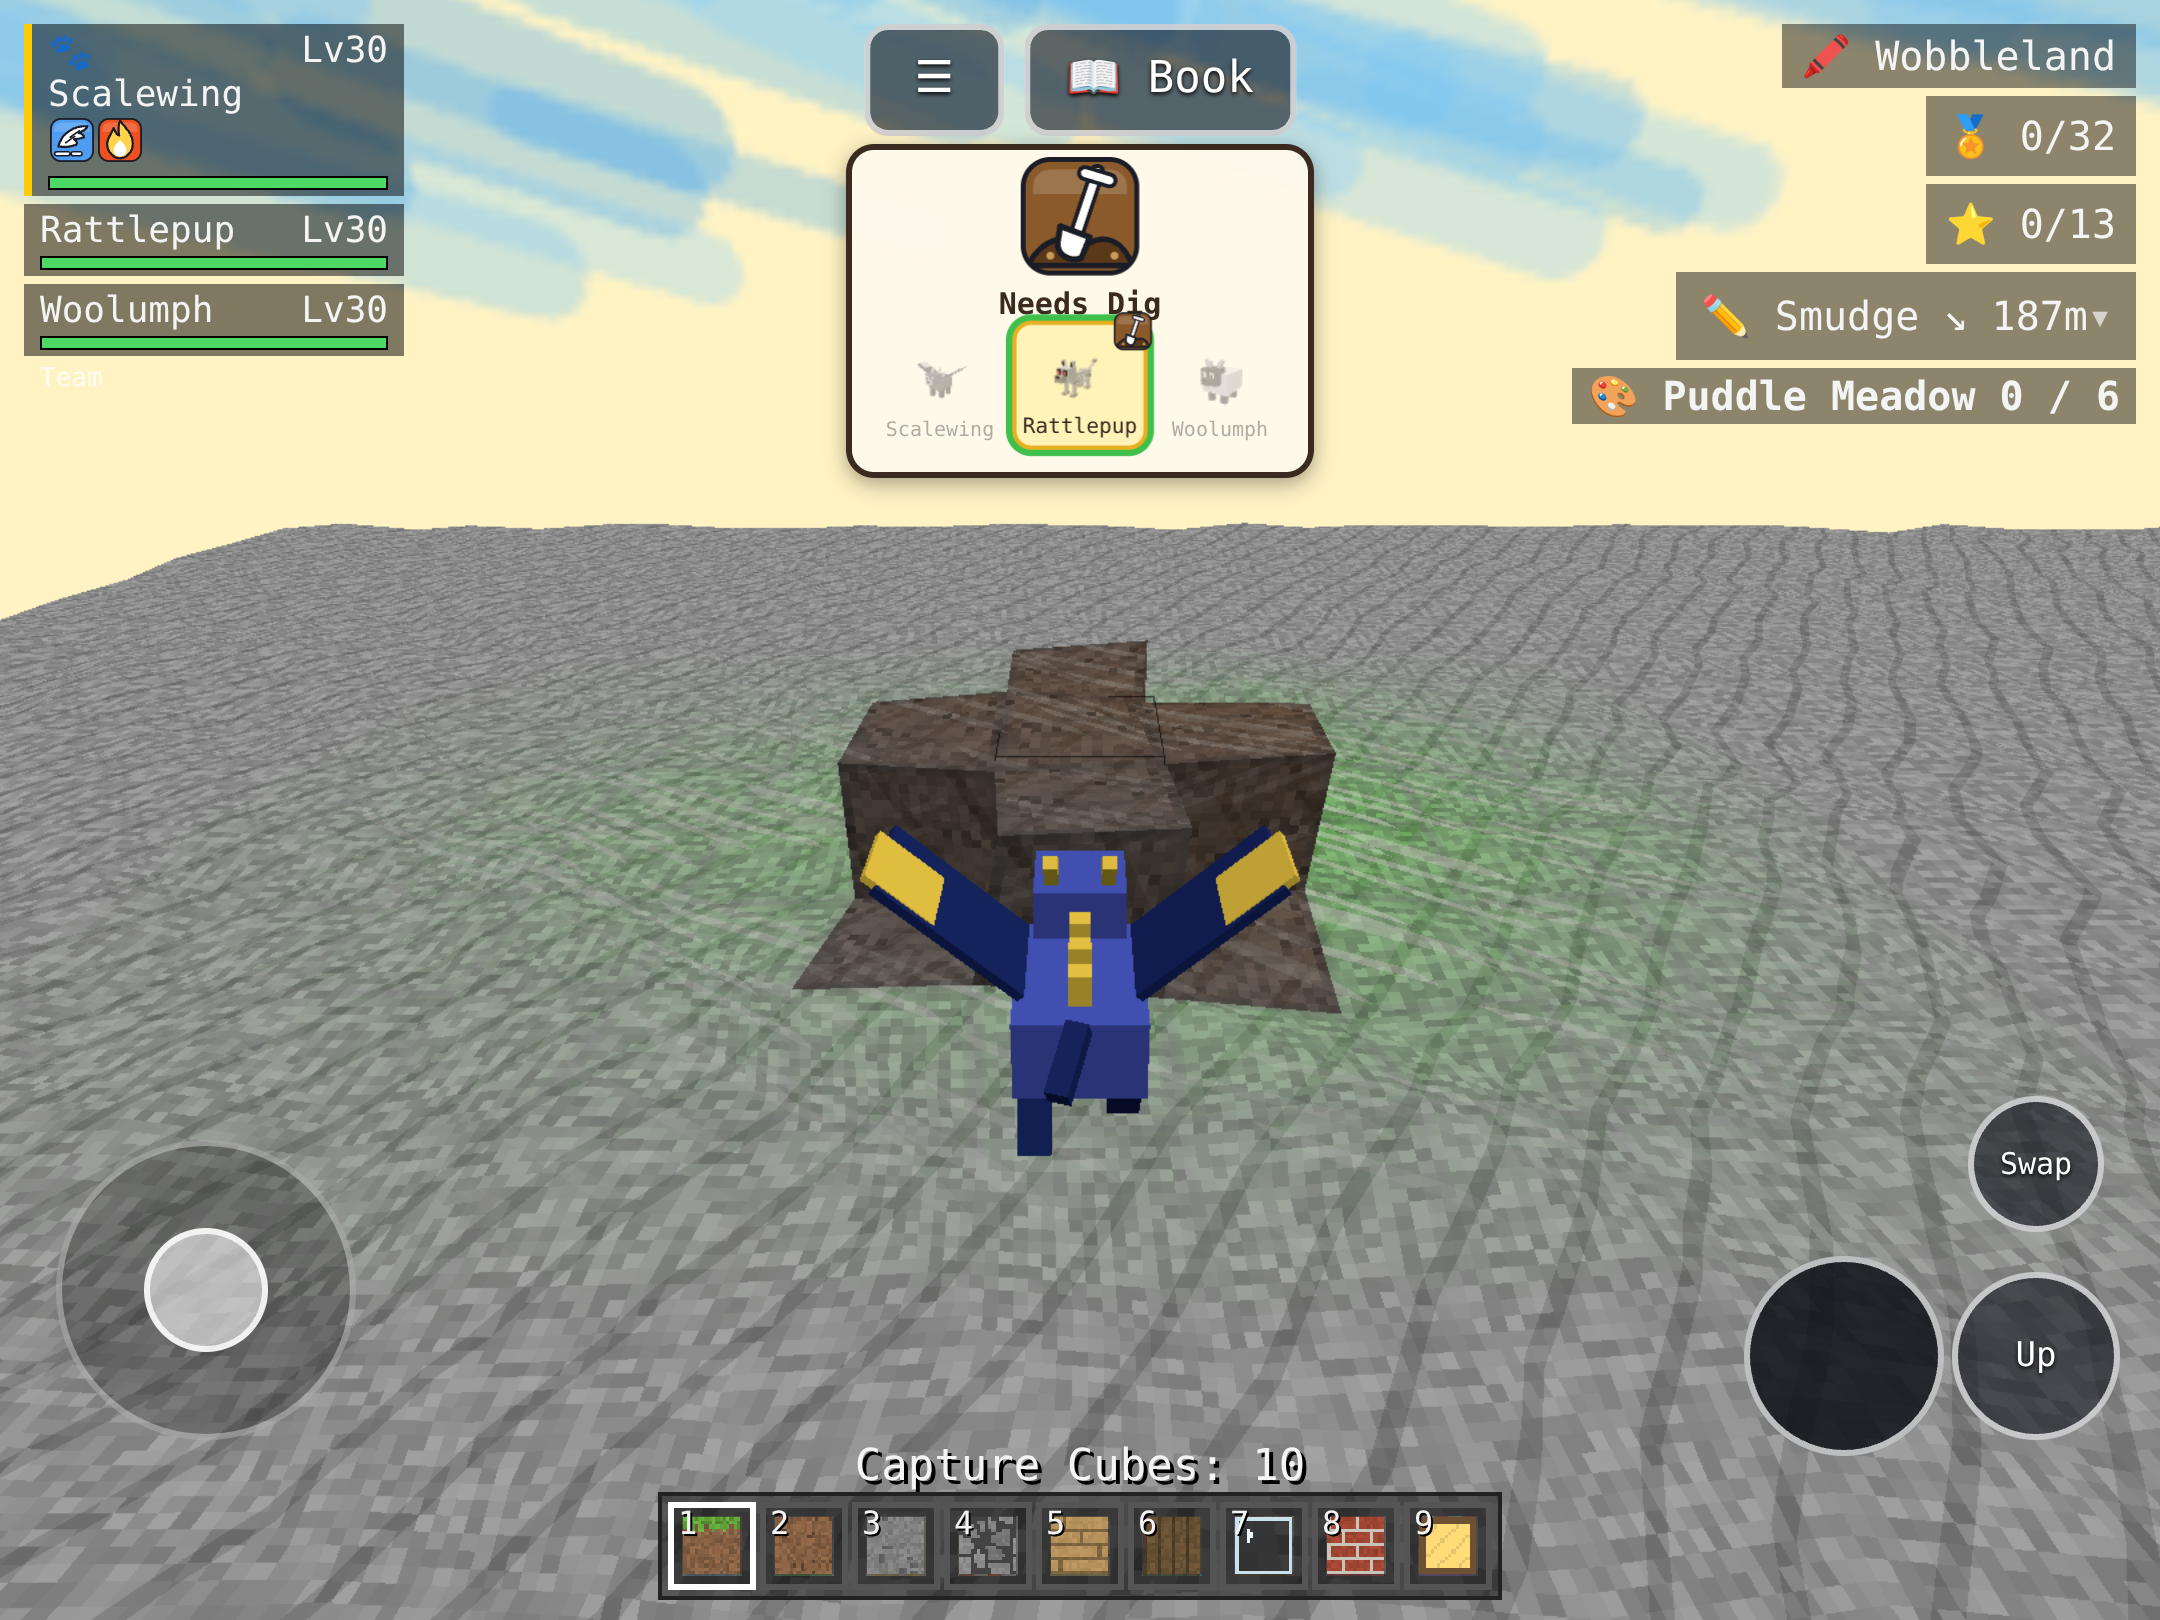 Lv30
Scalewing
Rattlepup Lv30
Woolumph Lv30
Team
☰
Book
Needs Dig
Scalewing
Rattlepup
Woolumph
Wobbleland
0/32
0/13
Smudge ↘ 187m▾
Puddle Meadow 0 / 6
Swap
Up
Capture Cubes: 10
1 2 3 4 5 6 7 8 9